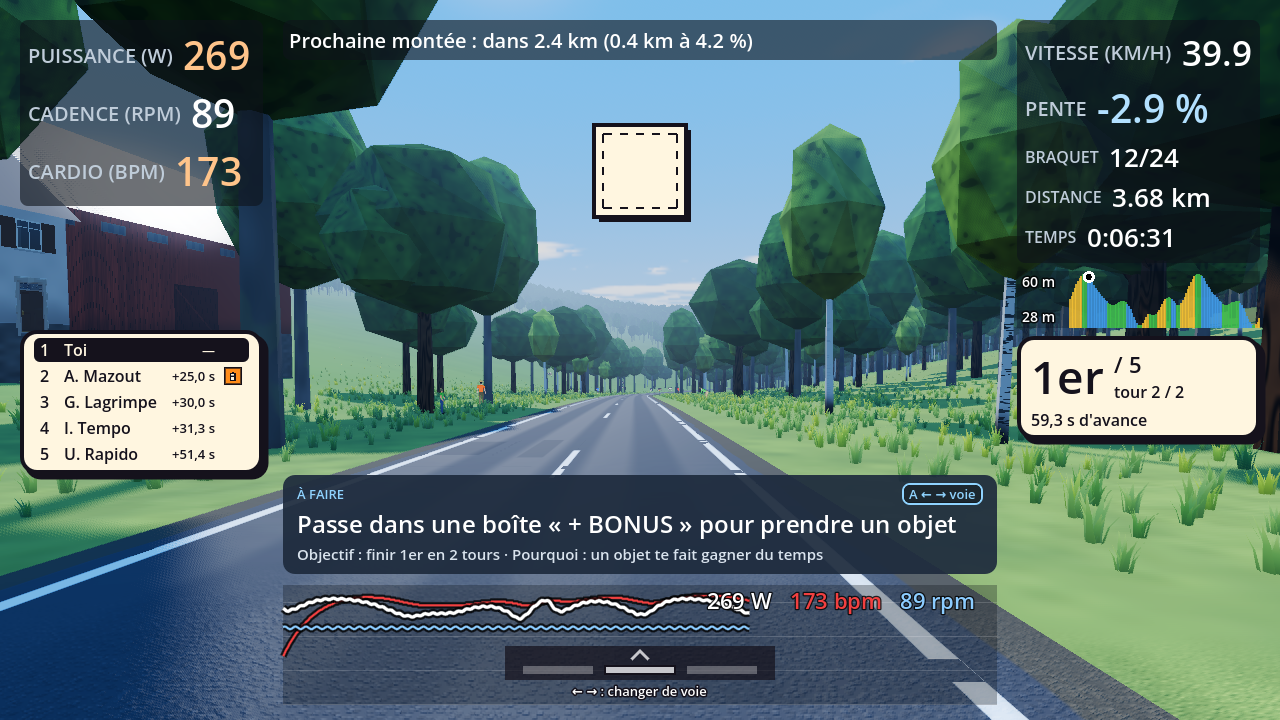 PUISSANCE (W) 269
CADENCE (RPM) 89
CARDIO (BPM) 173
Prochaine montée : dans 2.4 km (0.4 km à 4.2 %)
VITESSE (KM/H) 39.9
PENTE -2.9 %
BRAQUET 12/24
DISTANCE 3.68 km
TEMPS 0:06:31
60 m
28 m
1 Toi —
2 A. Mazout +25,0 s
3 G. Lagrimpe +30,0 s
4 I. Tempo +31,3 s
5 U. Rapido +51,4 s
1er / 5
tour 2 / 2
59,3 s d'avance
À FAIRE
A ← → voie
Passe dans une boîte « + BONUS » pour prendre un objet
Objectif : finir 1er en 2 tours · Pourquoi : un objet te fait gagner du temps
269 W 173 bpm 89 rpm
← → : changer de voie